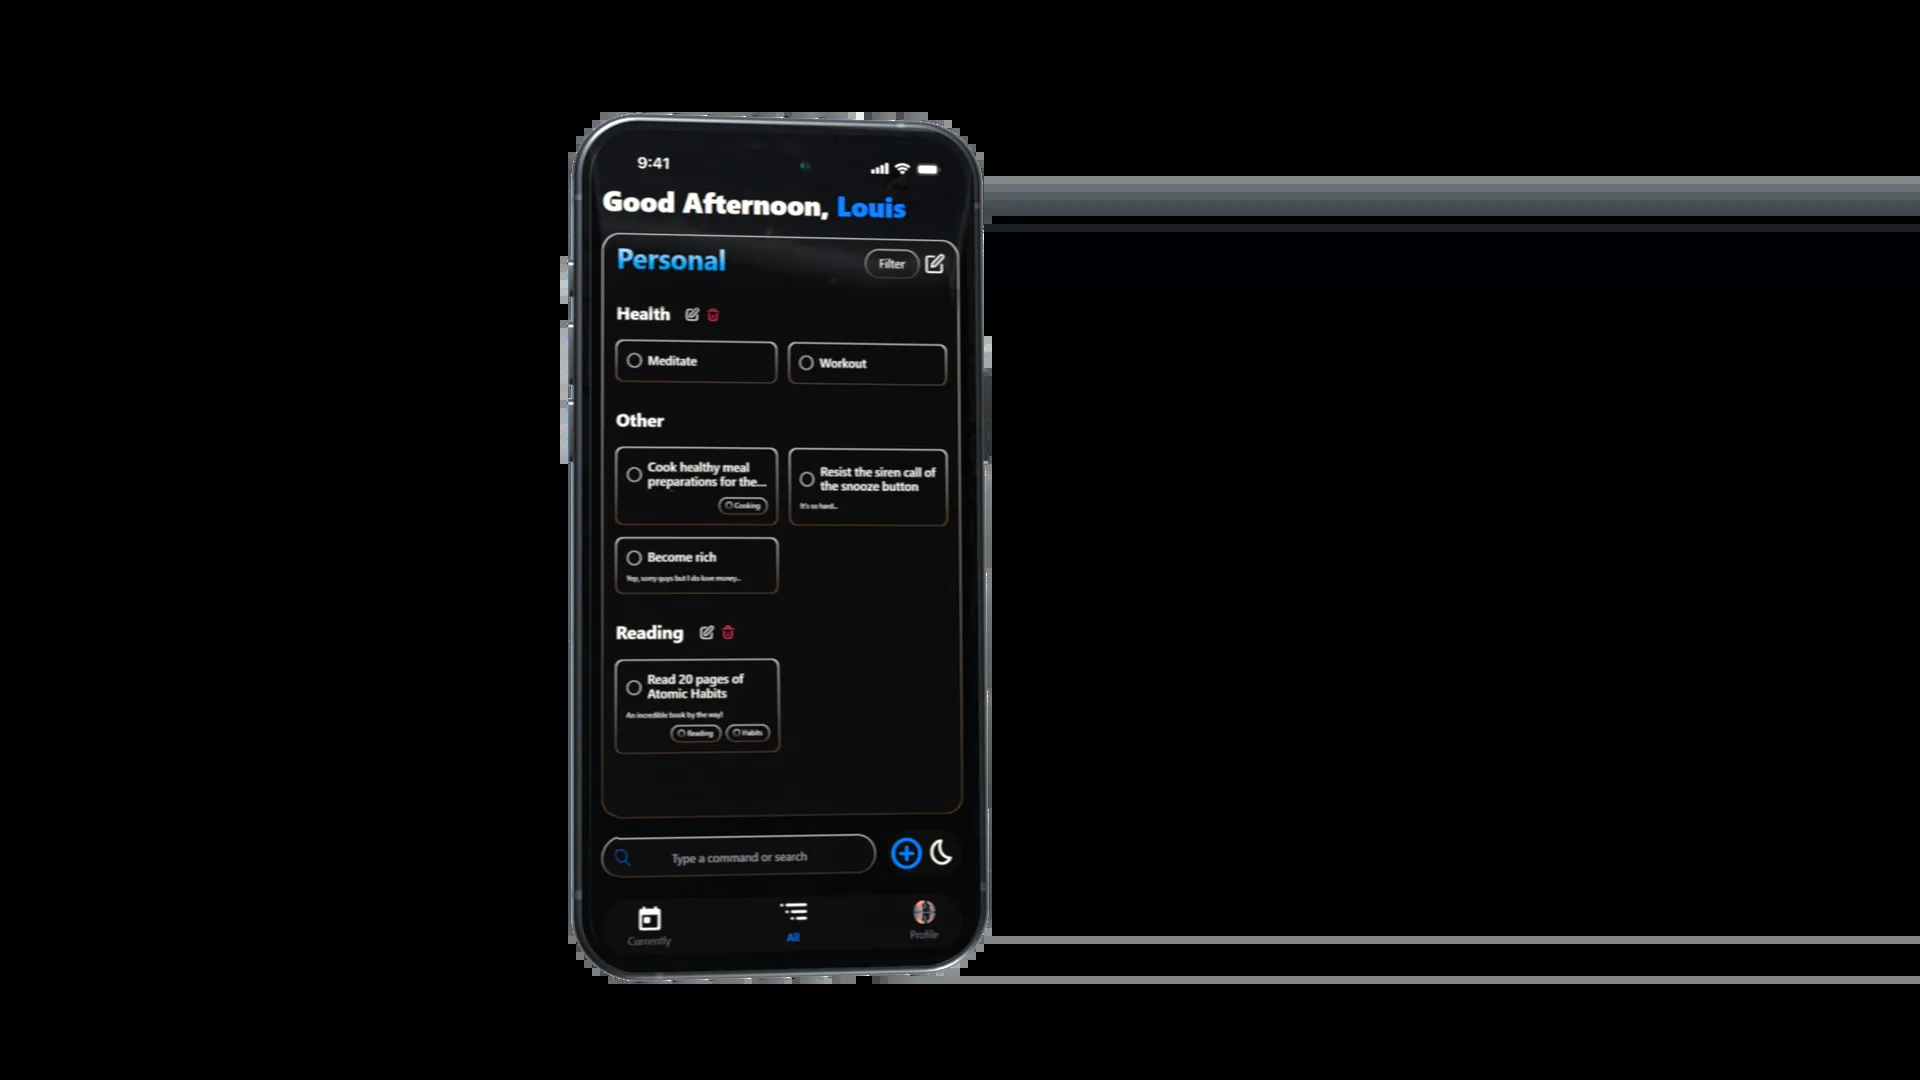 9:41
Good Afternoon, Louis
Personal
Filter
Health
Meditate
Workout
Other
Cook healthy meal
preparations for the...
Cooking
Resist the siren call of
the snooze button
It's so hard...
Become rich
Yep, sorry guys but I do love money...
Reading
Read 20 pages of
Atomic Habits
An incredible book by the way!
Reading
Habits
Type a command or search
Currently
All
Profile